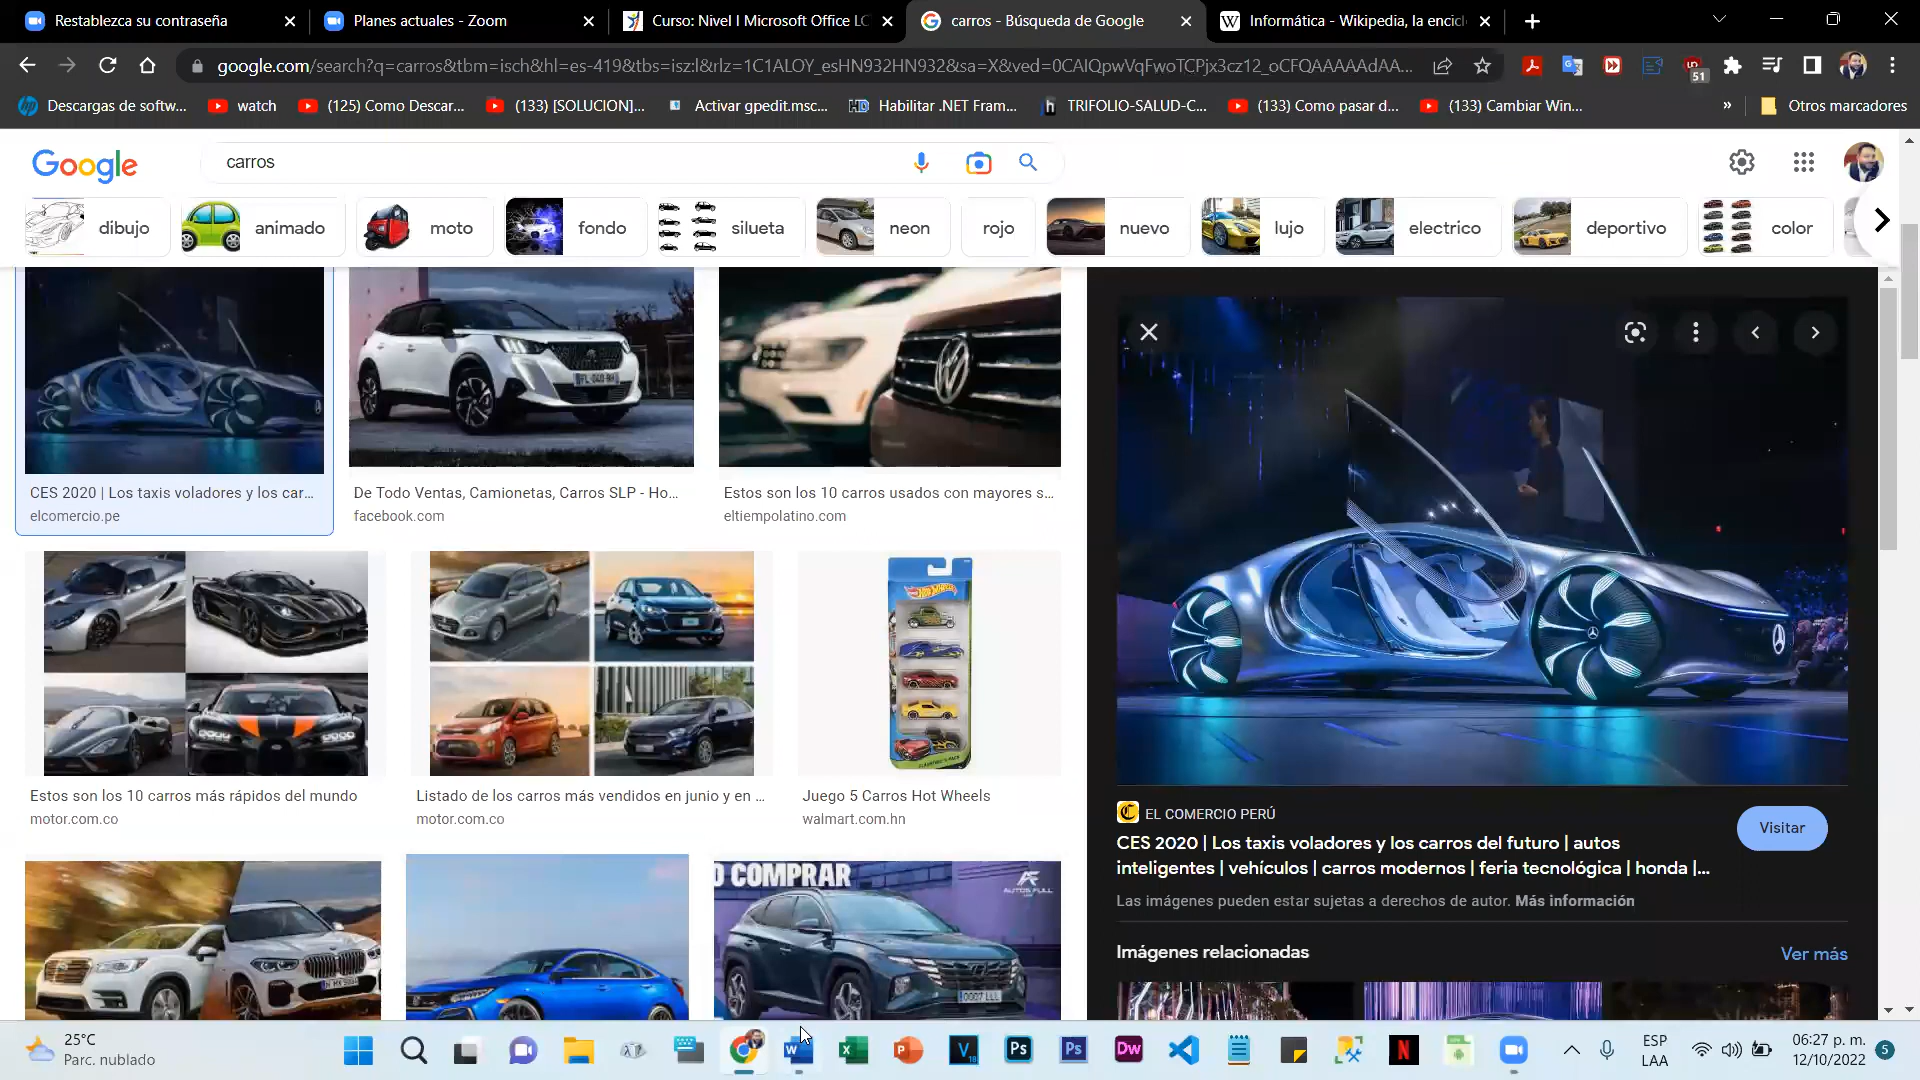 Restablezca su contraseña
Planes actuales - Zoom
Curso: Nivel I Microsoft Office LC
carros - Búsqueda de Google
Informática - Wikipedia, la encicl
google.com/search?q=carros&tbm=isch&hl=es-419&tbs=isz:l&rlz=1C1ALOY_esHN932HN932&sa=X&ved=0CAIQpwVqFwoTCPjx3cz12_oCFQAAAAAdAA...
51
Descargas de softw...
watch
(125) Como Descar...
(133) [SOLUCION]...
Activar gpedit.msc...
Habilitar .NET Fram...
TRIFOLIO-SALUD-C...
(133) Como pasar d...
(133) Cambiar Win...
»
Otros marcadores
Google
carros
dibujo
animado
moto
fondo
silueta
neon
rojo
nuevo
lujo
electrico
deportivo
color
CES 2020 | Los taxis voladores y los car...
elcomercio.pe
De Todo Ventas, Camionetas, Carros SLP - Ho...
facebook.com
Estos son los 10 carros usados con mayores s...
eltiempolatino.com
Estos son los 10 carros más rápidos del mundo
motor.com.co
Listado de los carros más vendidos en junio y en ...
motor.com.co
Hot Wheels
Juego 5 Carros Hot Wheels
walmart.com.hn
O COMPRAR
AUTOS FULL
0007 LLL
EL COMERCIO PERÚ
CES 2020 | Los taxis voladores y los carros del futuro | autos
inteligentes | vehículos | carros modernos | feria tecnológica | honda |...
Visitar
Las imágenes pueden estar sujetas a derechos de autor. Más información
Imágenes relacionadas
Ver más
25°C
Parc. nublado
ESP
LAA
06:27 p. m.
12/10/2022
5